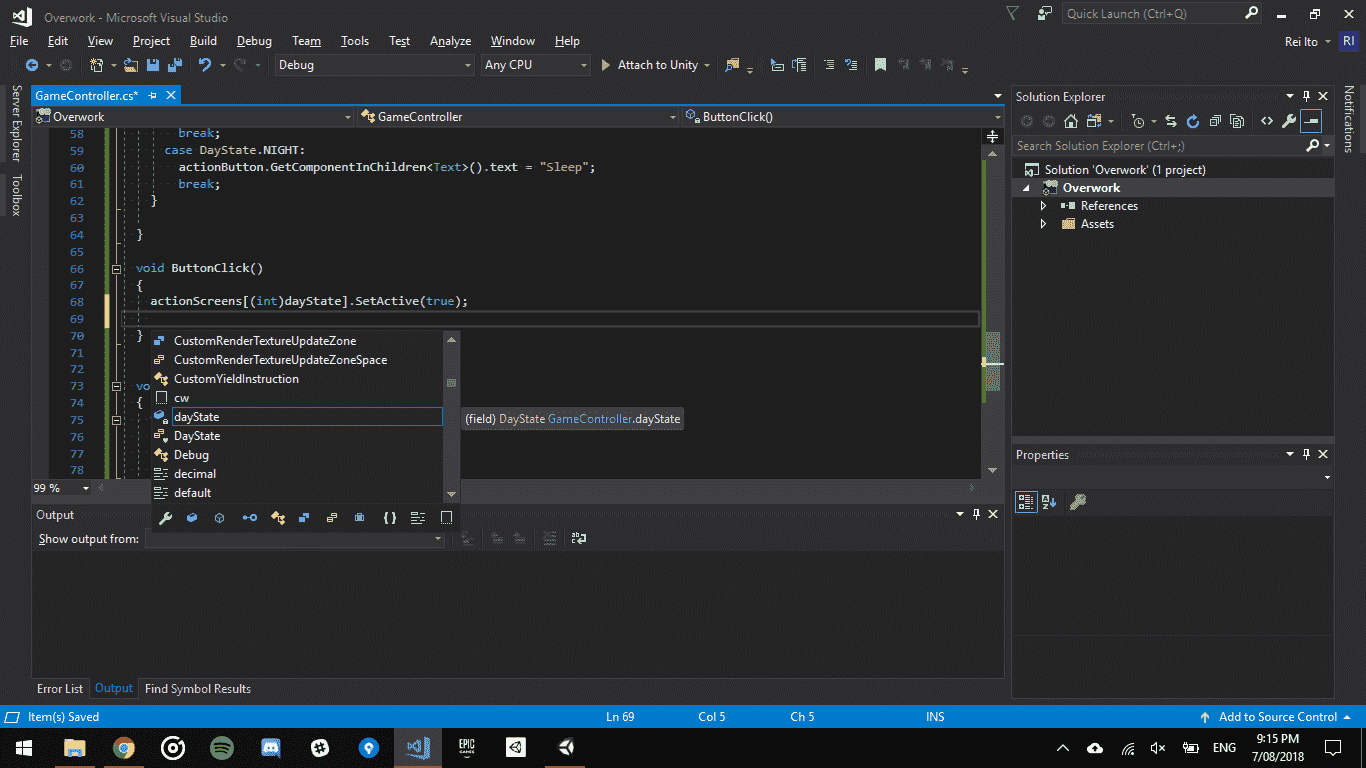 Overwork - Microsoft Visual Studio
Quick Launch (Ctrl+Q)
File Edit View Project Build Debug Team Tools Test Analyze Window Help
Rei Ito RI
Debug Any CPU Attach to Unity
Server Explorer
Toolbox
GameController.cs*
Overwork GameController ButtonClick()
58 break;
59 case DayState.NIGHT:
60 actionButton.GetComponentInChildren<Text>().text = "Sleep";
61 break;
62 }
63
64 }
65
66 void ButtonClick()
67 {
68 actionScreens[(int)dayState].SetActive(true);
69
70 }
71
72
73 vo
74 {
75
76
77
78
CustomRenderTextureUpdateZone
CustomRenderTextureUpdateZoneSpace
CustomYieldInstruction
cw
dayState
(field) DayState GameController.dayState
DayState
Debug
decimal
default
99 %
Output
Show output from:
Error List Output Find Symbol Results
Solution Explorer
Search Solution Explorer (Ctrl+;)
Solution 'Overwork' (1 project)
Overwork
References
Assets
Properties
Notifications
Item(s) Saved Ln 69 Col 5 Ch 5 INS Add to Source Control
EPIC
GAMES
ENG
9:15 PM
7/08/2018